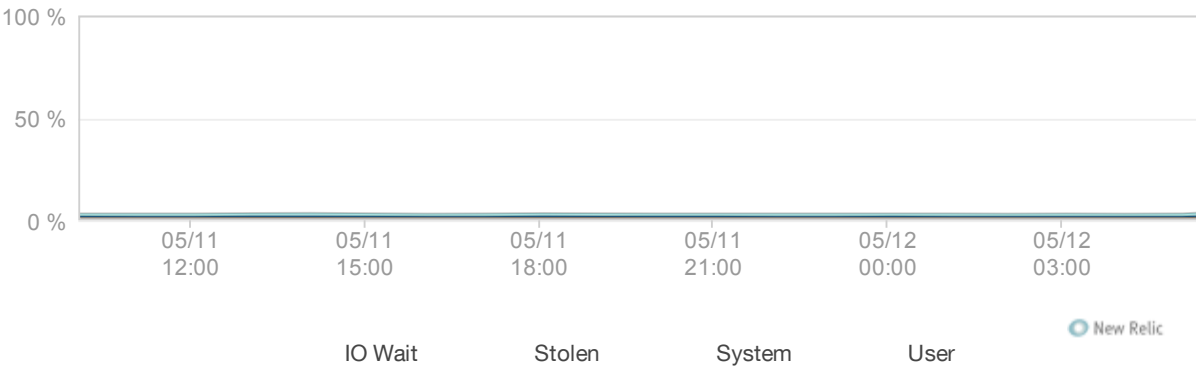 100 %
50 %
0 %
05/11 05/11 05/11 05/11 05/12 05/12
12:00 15:00 18:00 21:00 00:00 03:00
New Relic
IO Wait Stolen System User